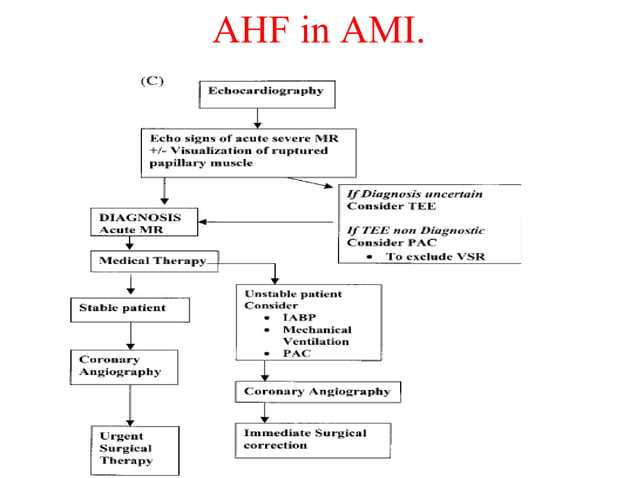 AHF in AMI.
(C)
Echocardiography
Echo signs of acute severe MR
+/- Visualization of ruptured
papillary muscle
If Diagnosis uncertain
Consider TEE
If TEE non Diagnostic
Consider PAC
• To exclude VSR
DIAGNOSIS
Acute MR
Medical Therapy
Stable patient
Unstable patient
Consider
• IABP
• Mechanical
Ventilation
• PAC
Coronary
Angiography
Coronary Angiography
Urgent
Surgical
Therapy
Immediate Surgical
correction